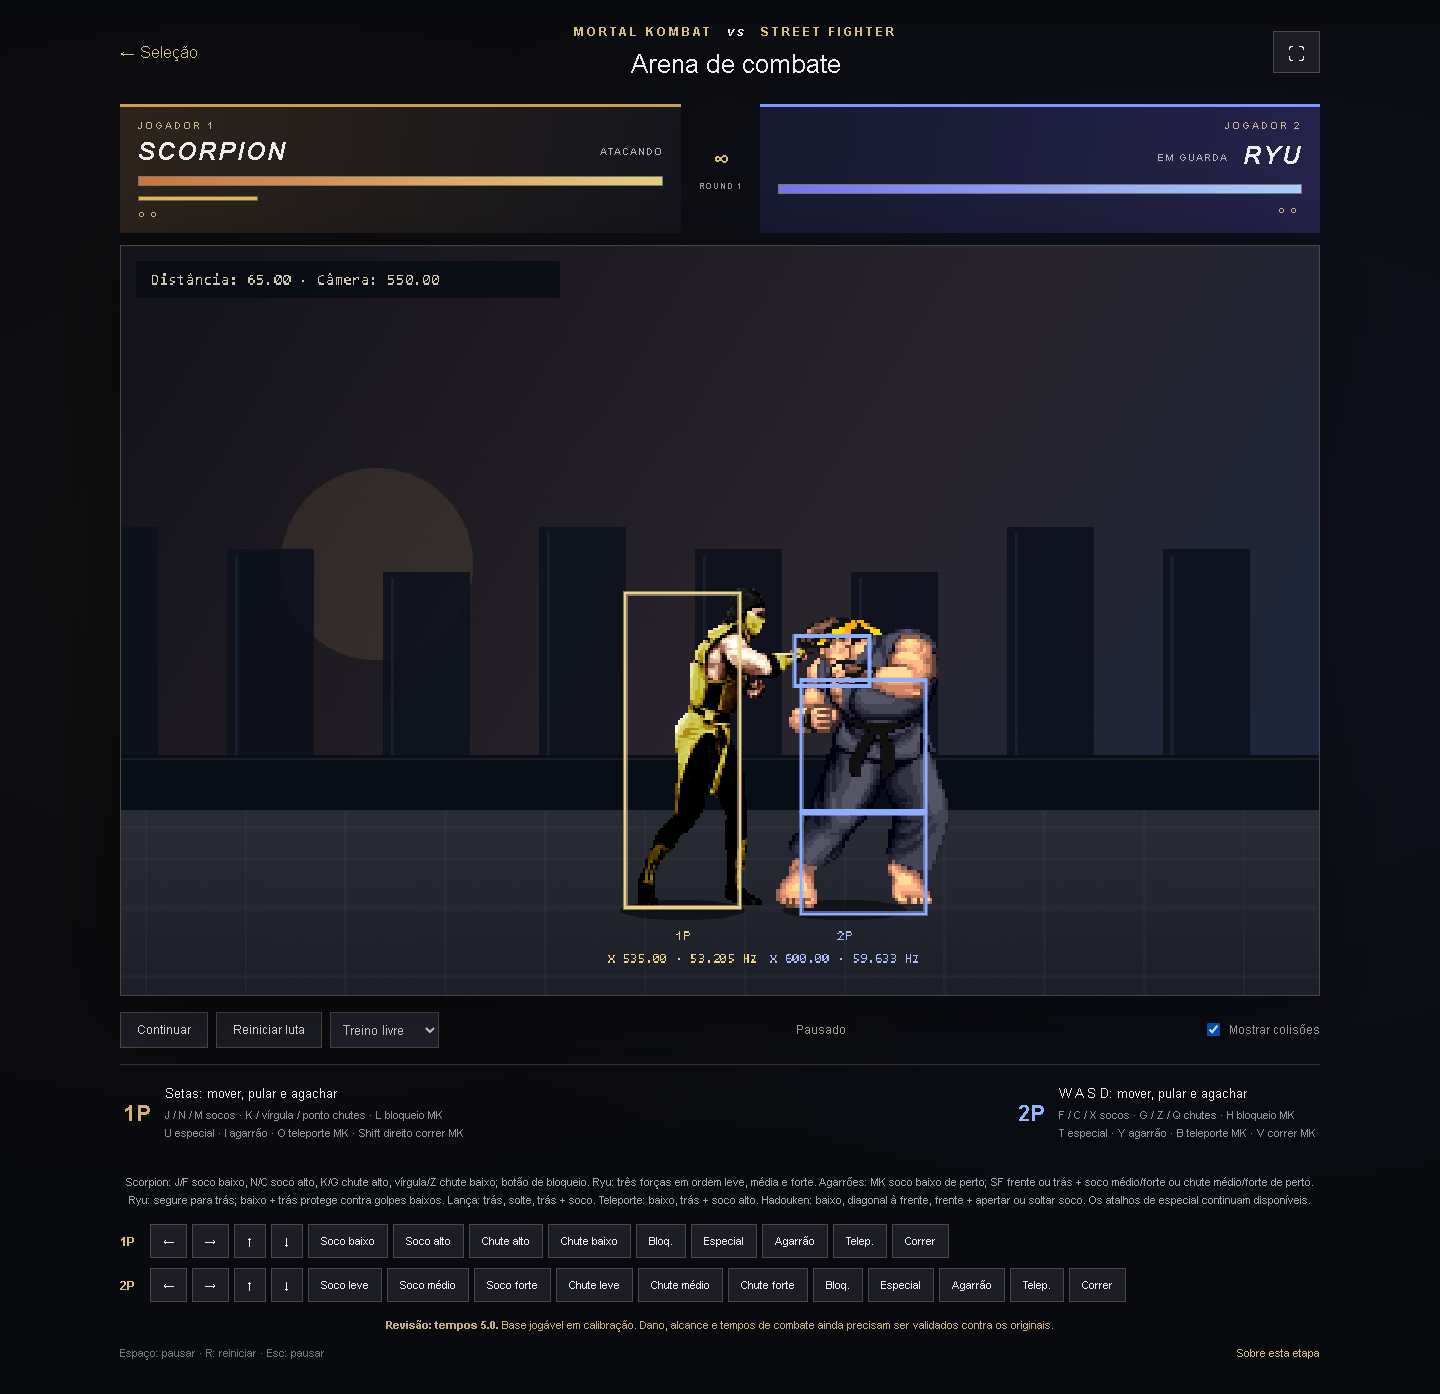 MORTAL KOMBAT VS STREET FIGHTER
← Seleção
Arena de combate
JOGADOR 1
SCORPION
ATACANDO
∞
ROUND 1
JOGADOR 2
EM GUARDA RYU
Distância: 65.00 · Câmera: 550.00
1P
X 535.00 · 53.205 Hz
2P
X 600.00 · 59.633 Hz
Continuar
Reiniciar luta
Treino livre
Pausado
Mostrar colisões
1P
Setas: mover, pular e agachar
J / N / M socos · K / vírgula / ponto chutes · L bloqueio MK
U especial · I agarrão · O teleporte MK · Shift direito correr MK
2P
W A S D: mover, pular e agachar
F / C / X socos · G / Z / Q chutes · H bloqueio MK
T especial · Y agarrão · B teleporte MK · V correr MK
Scorpion: J/F soco baixo, N/C soco alto, K/G chute alto, vírgula/Z chute baixo; botão de bloqueio. Ryu: três forças em ordem leve, média e forte. Agarrões: MK soco baixo de perto; SF frente ou trás + soco médio/forte ou chute médio/forte de perto.
Ryu: segure para trás; baixo + trás protege contra golpes baixos. Lança: trás, solte, trás + soco. Teleporte: baixo, trás + soco alto. Hadouken: baixo, diagonal à frente, frente + apertar ou soltar soco. Os atalhos de especial continuam disponíveis.
1P ← → ↑ ↓ Soco baixo Soco alto Chute alto Chute baixo Bloq. Especial Agarrão Telep. Correr
2P ← → ↑ ↓ Soco leve Soco médio Soco forte Chute leve Chute médio Chute forte Bloq. Especial Agarrão Telep. Correr
Revisão: tempos 5.0. Base jogável em calibração. Dano, alcance e tempos de combate ainda precisam ser validados contra os originais.
Espaço: pausar · R: reiniciar · Esc: pausar
Sobre esta etapa